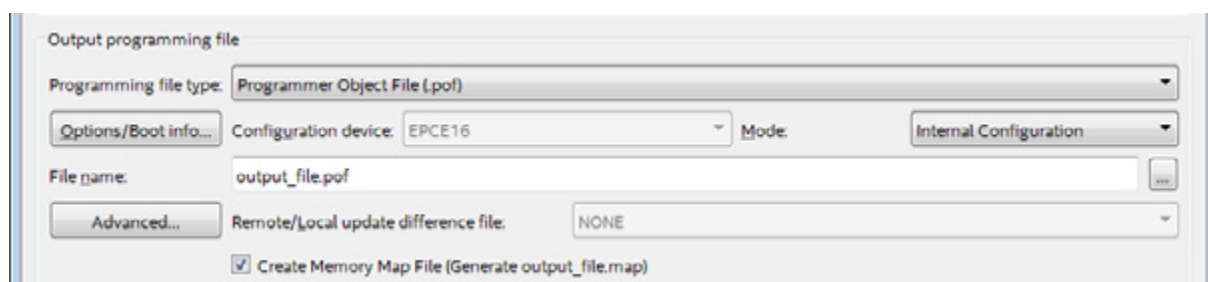 Output programming file
Programming file type: Programmer Object File (.pof)
Options/Boot info... Configuration device: EPCE16 Mode: Internal Configuration
File name: output_file.pof ...
Advanced... Remote/Local update difference file: NONE
Create Memory Map File (Generate output_file.map)